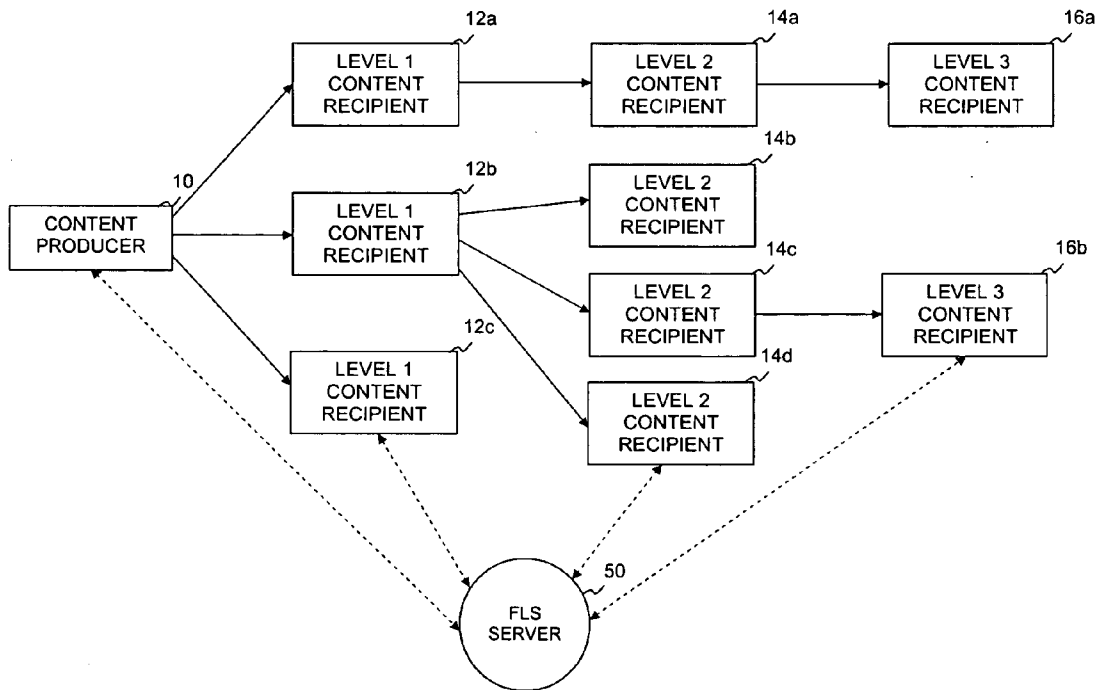 12a
LEVEL 1
CONTENT
RECIPIENT
14a
LEVEL 2
CONTENT
RECIPIENT
16a
LEVEL 3
CONTENT
RECIPIENT
10
CONTENT
PRODUCER
12b
LEVEL 1
CONTENT
RECIPIENT
14b
LEVEL 2
CONTENT
RECIPIENT
14c
LEVEL 2
CONTENT
RECIPIENT
16b
LEVEL 3
CONTENT
RECIPIENT
12c
LEVEL 1
CONTENT
RECIPIENT
14d
LEVEL 2
CONTENT
RECIPIENT
50
FLS
SERVER